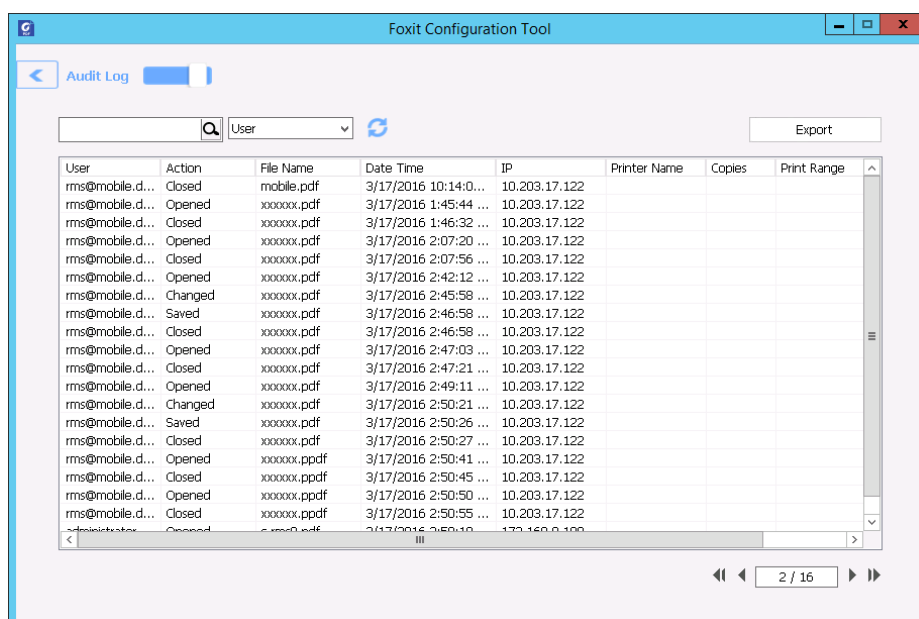 Foxit Configuration Tool
Audit Log
User
Export
User Action File Name Date Time IP Printer Name Copies Print Range
rms@mobile.d... Closed mobile.pdf 3/17/2016 10:14:0... 10.203.17.122
rms@mobile.d... Opened xxxxxx.pdf 3/17/2016 1:45:44 ... 10.203.17.122
rms@mobile.d... Closed xxxxxx.pdf 3/17/2016 1:46:32 ... 10.203.17.122
rms@mobile.d... Opened xxxxxx.pdf 3/17/2016 2:07:20 ... 10.203.17.122
rms@mobile.d... Closed xxxxxx.pdf 3/17/2016 2:07:56 ... 10.203.17.122
rms@mobile.d... Opened xxxxxx.pdf 3/17/2016 2:42:12 ... 10.203.17.122
rms@mobile.d... Changed xxxxxx.pdf 3/17/2016 2:45:58 ... 10.203.17.122
rms@mobile.d... Saved xxxxxx.pdf 3/17/2016 2:46:58 ... 10.203.17.122
rms@mobile.d... Closed xxxxxx.pdf 3/17/2016 2:46:58 ... 10.203.17.122
rms@mobile.d... Opened xxxxxx.pdf 3/17/2016 2:47:03 ... 10.203.17.122
rms@mobile.d... Closed xxxxxx.pdf 3/17/2016 2:47:21 ... 10.203.17.122
rms@mobile.d... Opened xxxxxx.pdf 3/17/2016 2:49:11 ... 10.203.17.122
rms@mobile.d... Changed xxxxxx.pdf 3/17/2016 2:50:21 ... 10.203.17.122
rms@mobile.d... Saved xxxxxx.pdf 3/17/2016 2:50:26 ... 10.203.17.122
rms@mobile.d... Closed xxxxxx.pdf 3/17/2016 2:50:27 ... 10.203.17.122
rms@mobile.d... Opened xxxxxx.ppdf 3/17/2016 2:50:41 ... 10.203.17.122
rms@mobile.d... Closed xxxxxx.ppdf 3/17/2016 2:50:45 ... 10.203.17.122
rms@mobile.d... Opened xxxxxx.ppdf 3/17/2016 2:50:50 ... 10.203.17.122
rms@mobile.d... Closed xxxxxx.ppdf 3/17/2016 2:50:55 ... 10.203.17.122
administrator Opened
2 / 16